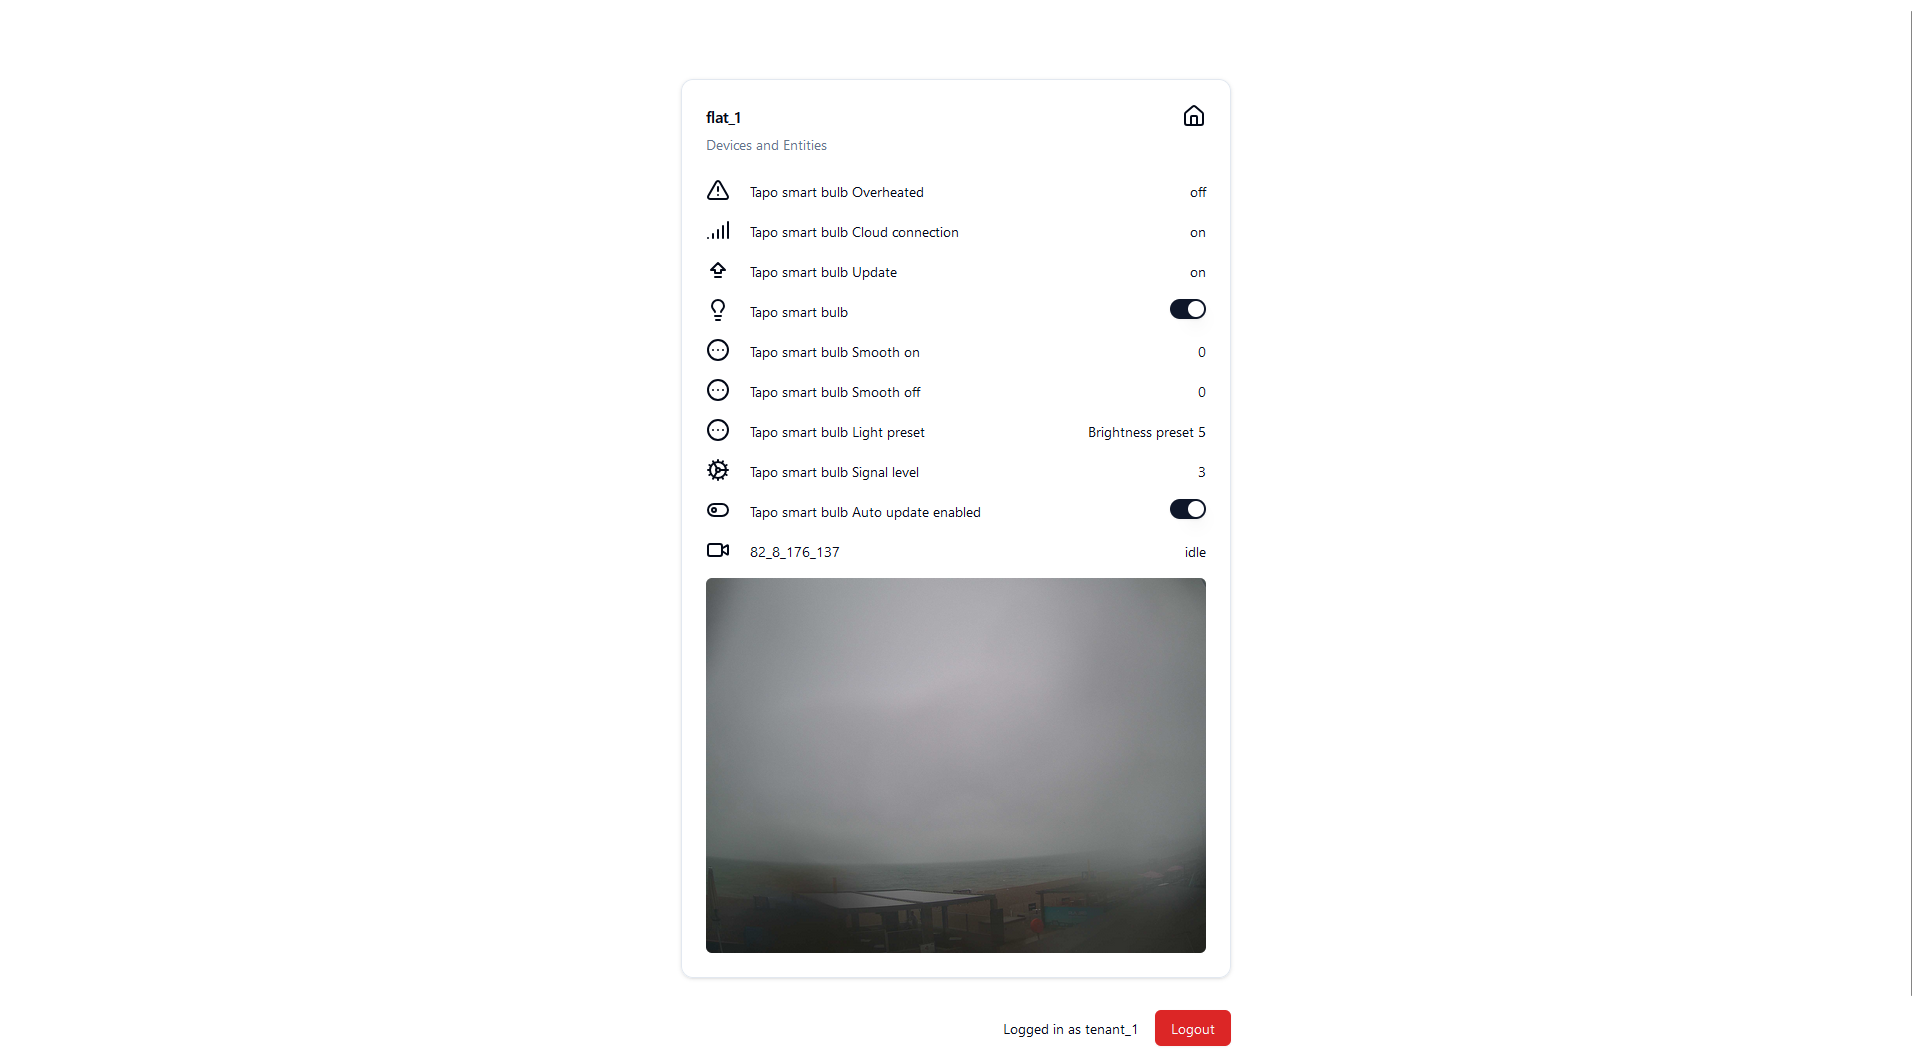 flat_1
Devices and Entities
Tapo smart bulb Overheated off
Tapo smart bulb Cloud connection on
Tapo smart bulb Update on
Tapo smart bulb
Tapo smart bulb Smooth on 0
Tapo smart bulb Smooth off 0
Tapo smart bulb Light preset Brightness preset 5
Tapo smart bulb Signal level 3
Tapo smart bulb Auto update enabled
82_8_176_137 idle
Logged in as tenant_1 Logout